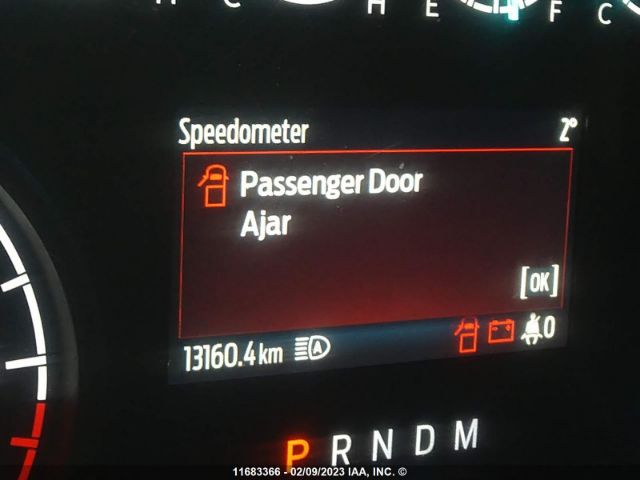 H C H E F C
Speedometer 2°
Passenger Door
Ajar
[OK]
13160.4 km A 0
P R N D M
11683366 - 02/09/2023 IAA, INC. ©